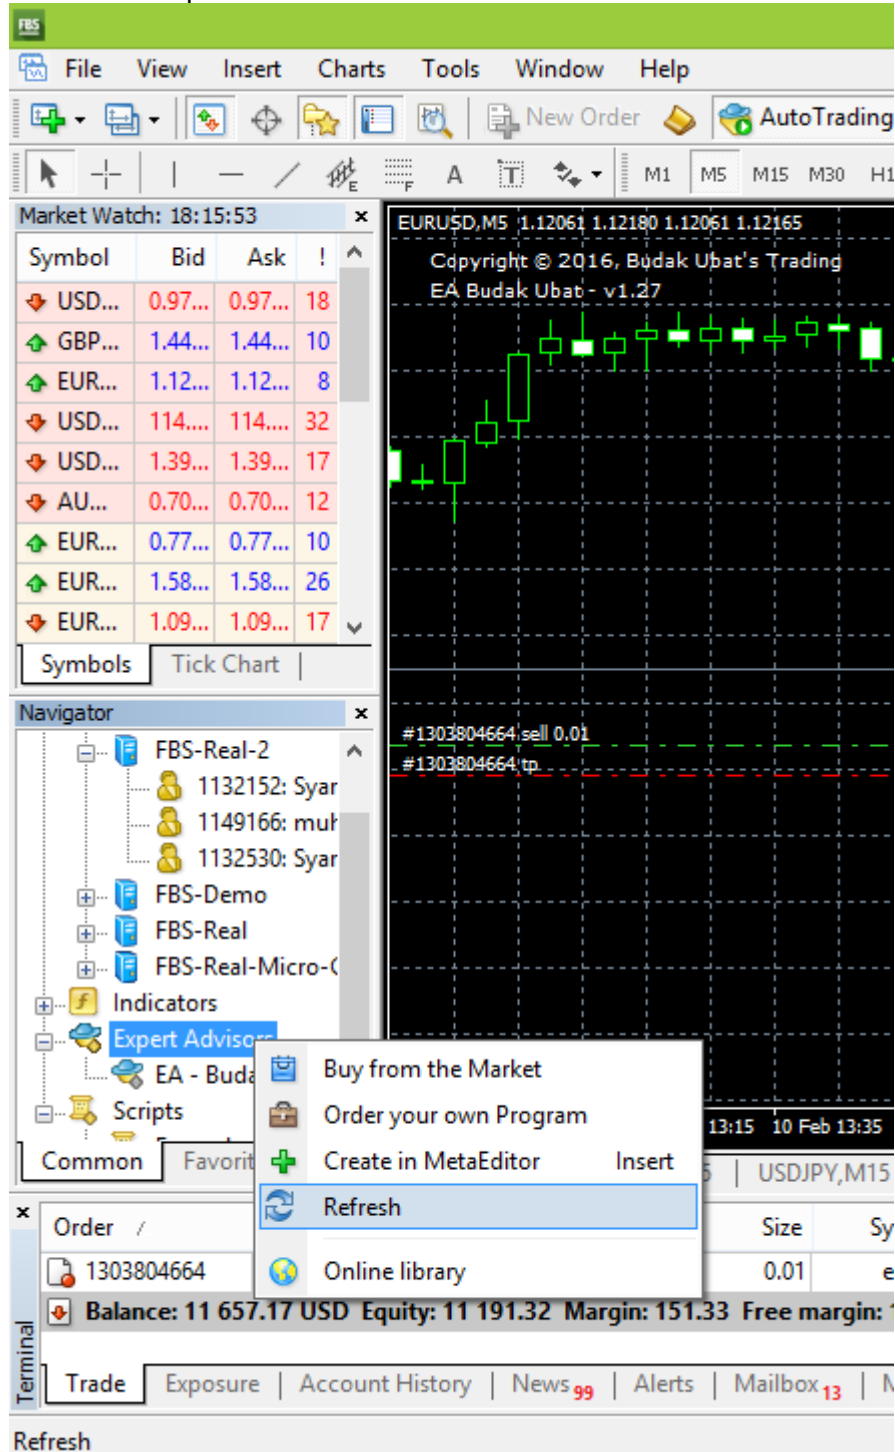 FBS
File View Insert Charts Tools Window Help
New Order AutoTrading
E F A T M1 M5 M15 M30 H1
Market Watch: 18:15:53
Symbol Bid Ask !
USD... 0.97... 0.97... 18
GBP... 1.44... 1.44... 10
EUR... 1.12... 1.12... 8
USD... 114.... 114.... 32
USD... 1.39... 1.39... 17
AU... 0.70... 0.70... 12
EUR... 0.77... 0.77... 10
EUR... 1.58... 1.58... 26
EUR... 1.09... 1.09... 17
Symbols Tick Chart
EURUSD,M5 1.12061 1.12180 1.12061 1.12165
Copyright © 2016, Budak Ubat's Trading
EA Budak Ubat - v1.27
#1303804664 sell 0.01
#1303804664 tp
13:15 10 Feb 13:35
Navigator
FBS-Real-2
1132152: Syar
1149166: muh
1132530: Syar
FBS-Demo
FBS-Real
FBS-Real-Micro-
Indicators
Expert Advisors
EA - Buda
Scripts
Common Favorit
Buy from the Market
Order your own Program
Create in MetaEditor Insert
Refresh
Online library
USDJPY,M15
Order / Size Sy
1303804664 0.01 e
Balance: 11 657.17 USD Equity: 11 191.32 Margin: 151.33 Free margin:
Terminal
Trade Exposure Account History News 99 Alerts Mailbox 13
Refresh